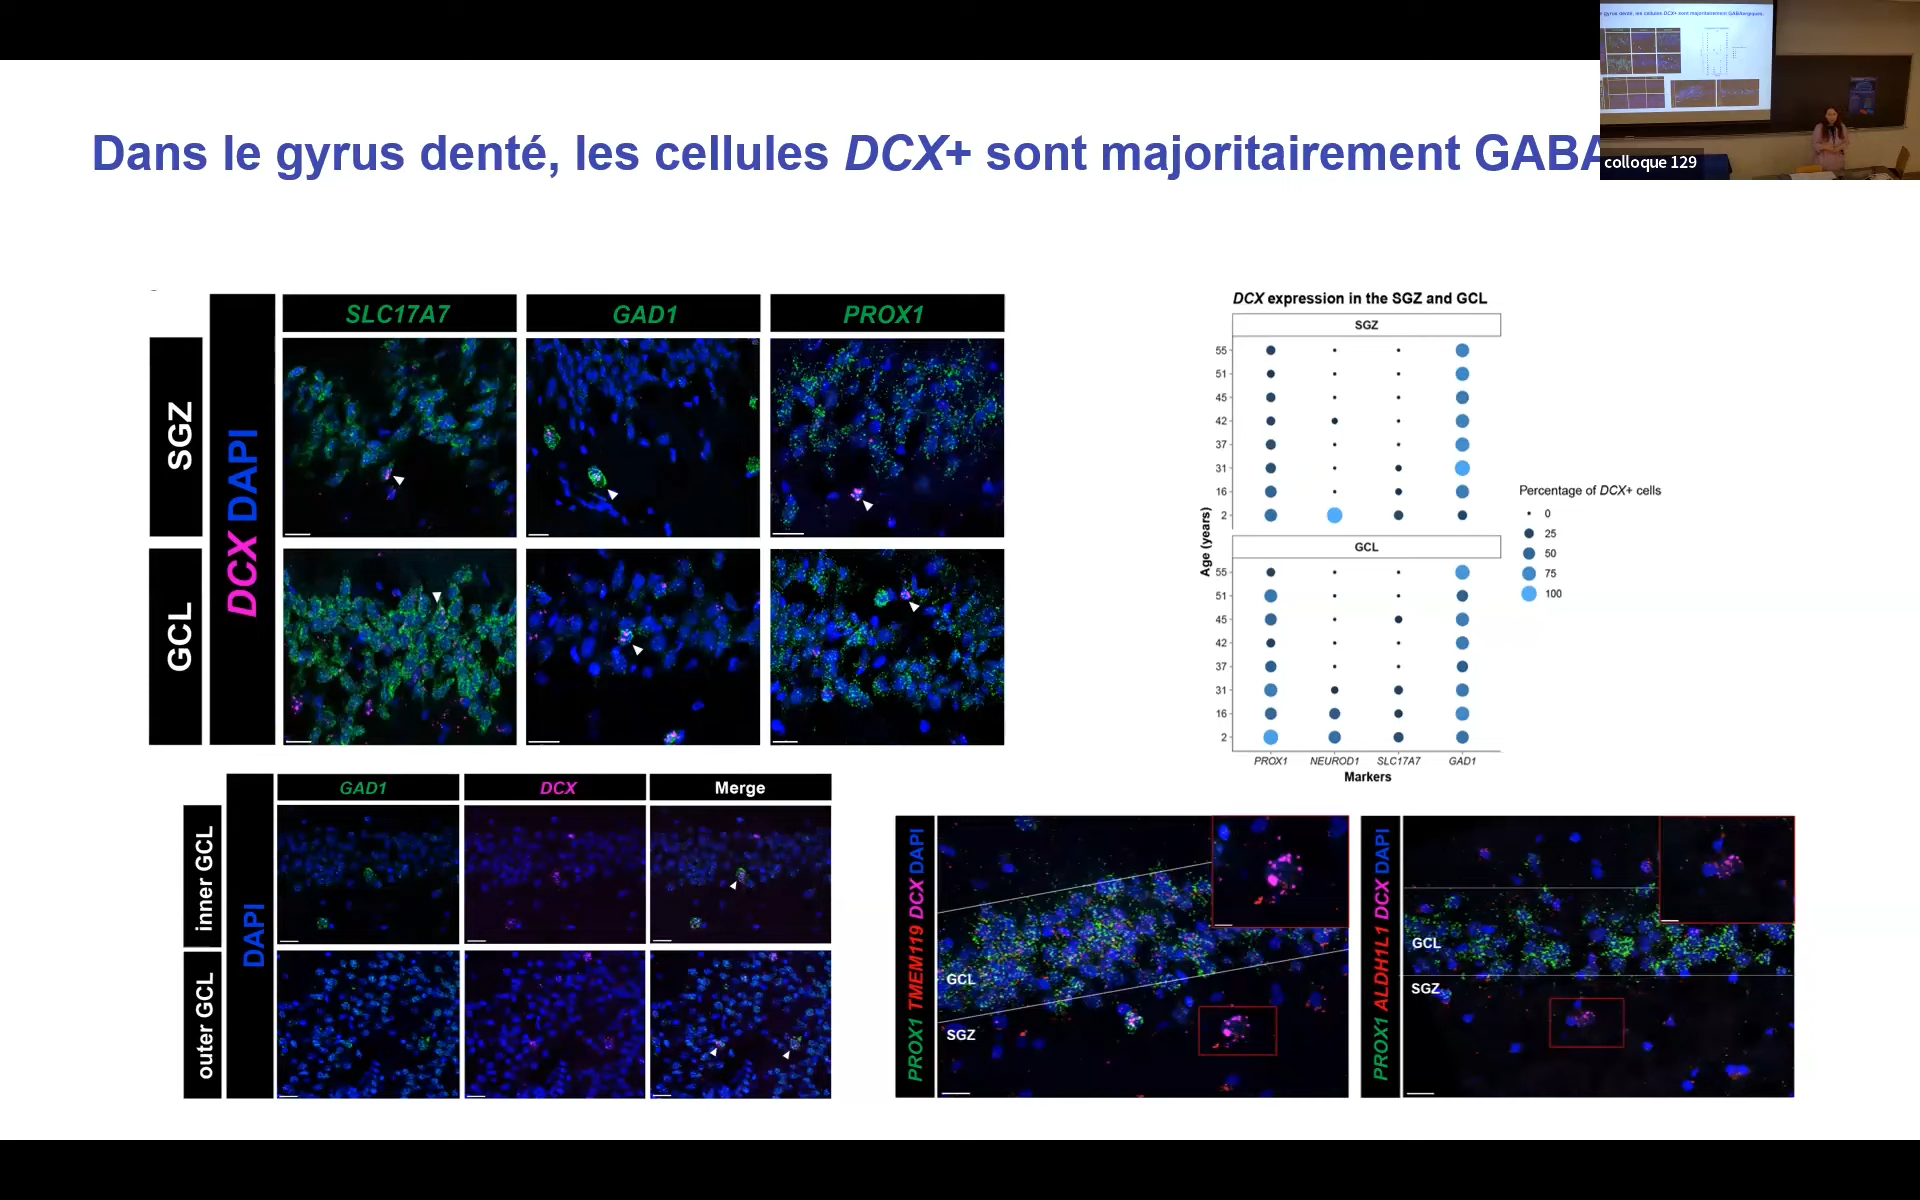 Dans le gyrus denté, les cellules DCX+ sont majoritairement GABA
colloque 129
SLC17A7
GAD1
PROX1
SGZ
GCL
DCX DAPI
DCX expression in the SGZ and GCL
SGZ
55
51
45
42
37
31
16
2
GCL
55
51
45
42
37
31
16
2
Age (years)
PROX1 NEUROD1 SLC17A7 GAD1
Markers
Percentage of DCX+ cells
0
25
50
75
100
GAD1
DCX
Merge
inner GCL
outer GCL
DAPI
PROX1 TMEM119 DCX DAPI
GCL
SGZ
PROX1 ALDH1L1 DCX DAPI
GCL
SGZ